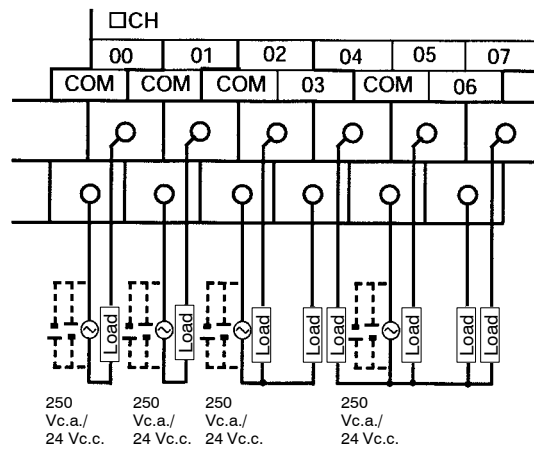 □CH
00 01 02 04 05 07
COM COM COM 03 COM 06
Load Load Load Load Load Load Load Load
250 250 250 250
Vc.a./ Vc.a./ Vc.a./ Vc.a./
24 Vc.c. 24 Vc.c. 24 Vc.c. 24 Vc.c.